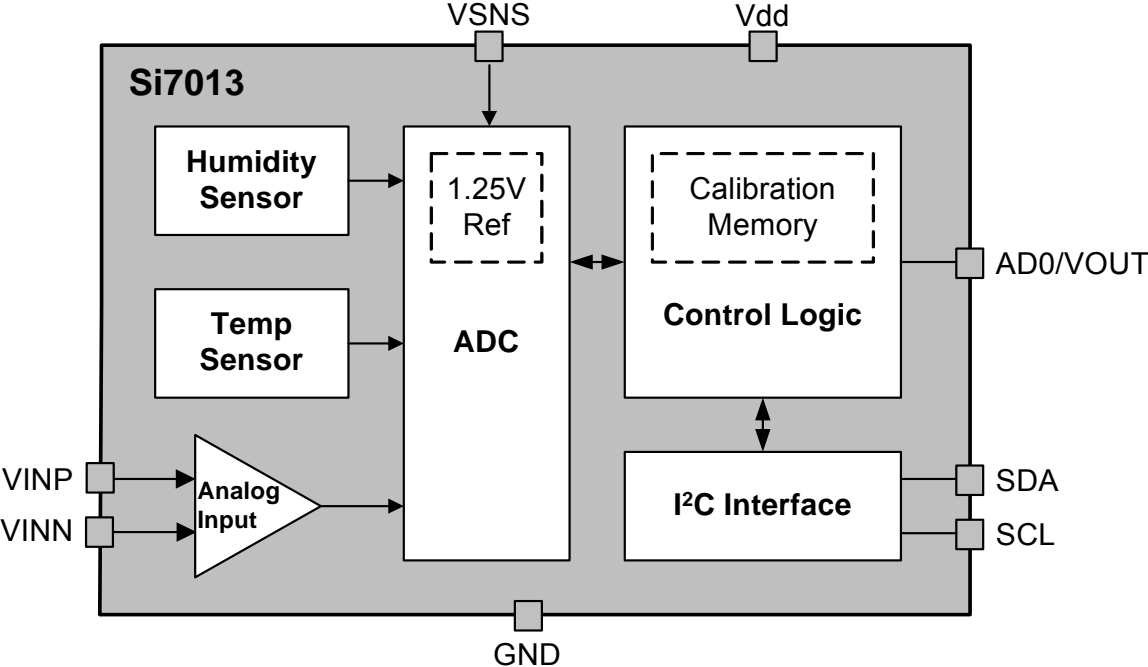 VSNS
Vdd
Si7013
Humidity
Sensor
1.25V
Ref
Calibration
Memory
AD0/VOUT
Control Logic
Temp
Sensor
ADC
VINP
VINN
Analog
Input
I²C Interface
SDA
SCL
GND